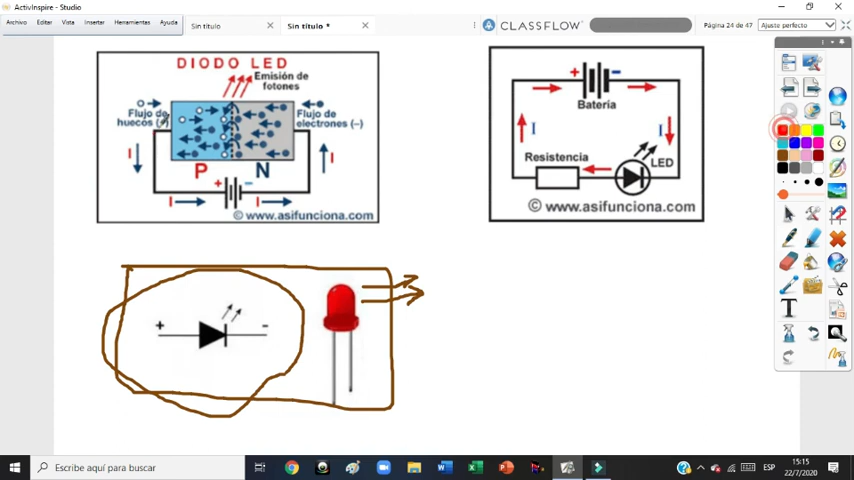 ActivInspire - Studio
Archivo Editar Vista Insertar Herramientas Ayuda
Sin título
Sin título *
CLASSFLOW
Página 24 de 47
Ajuste perfecto
DIODO LED
Emisión de
fotones
Flujo de
huecos (+)
Flujo de
electrones (–)
I
I
P
N
+
–
I
I
© www.asifunciona.com
+
–
Batería
I
I
Resistencia
LED
© www.asifunciona.com
+
-
T
Escribe aquí para buscar
ESP
15:15
22/7/2020